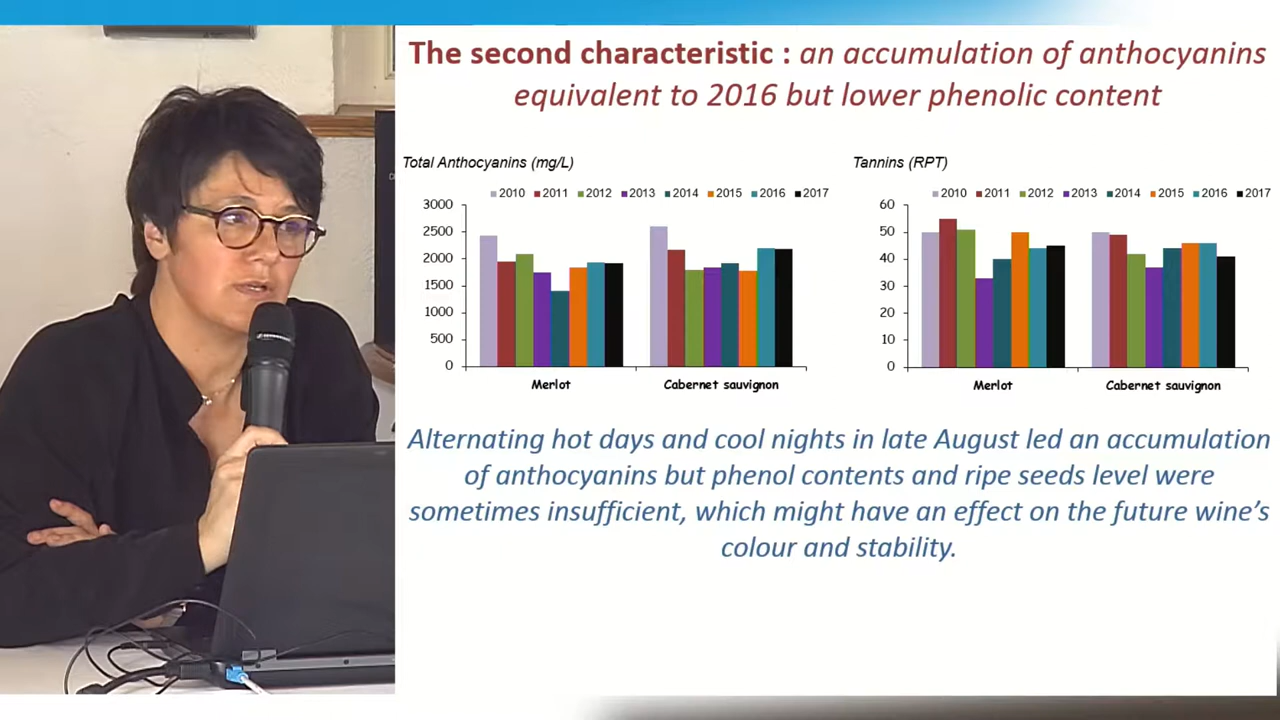 The second characteristic : an accumulation of anthocyanins
equivalent to 2016 but lower phenolic content
Total Anthocyanins (mg/L)
2010 2011 2012 2013 2014 2015 2016 2017
3000
2500
2000
1500
1000
500
0
Merlot Cabernet sauvignon
Tannins (RPT)
2010 2011 2012 2013 2014 2015 2016 2017
60
50
40
30
20
10
0
Merlot Cabernet sauvignon
Alternating hot days and cool nights in late August led an accumulation
of anthocyanins but phenol contents and ripe seeds level were
sometimes insufficient, which might have an effect on the future wine's
colour and stability.